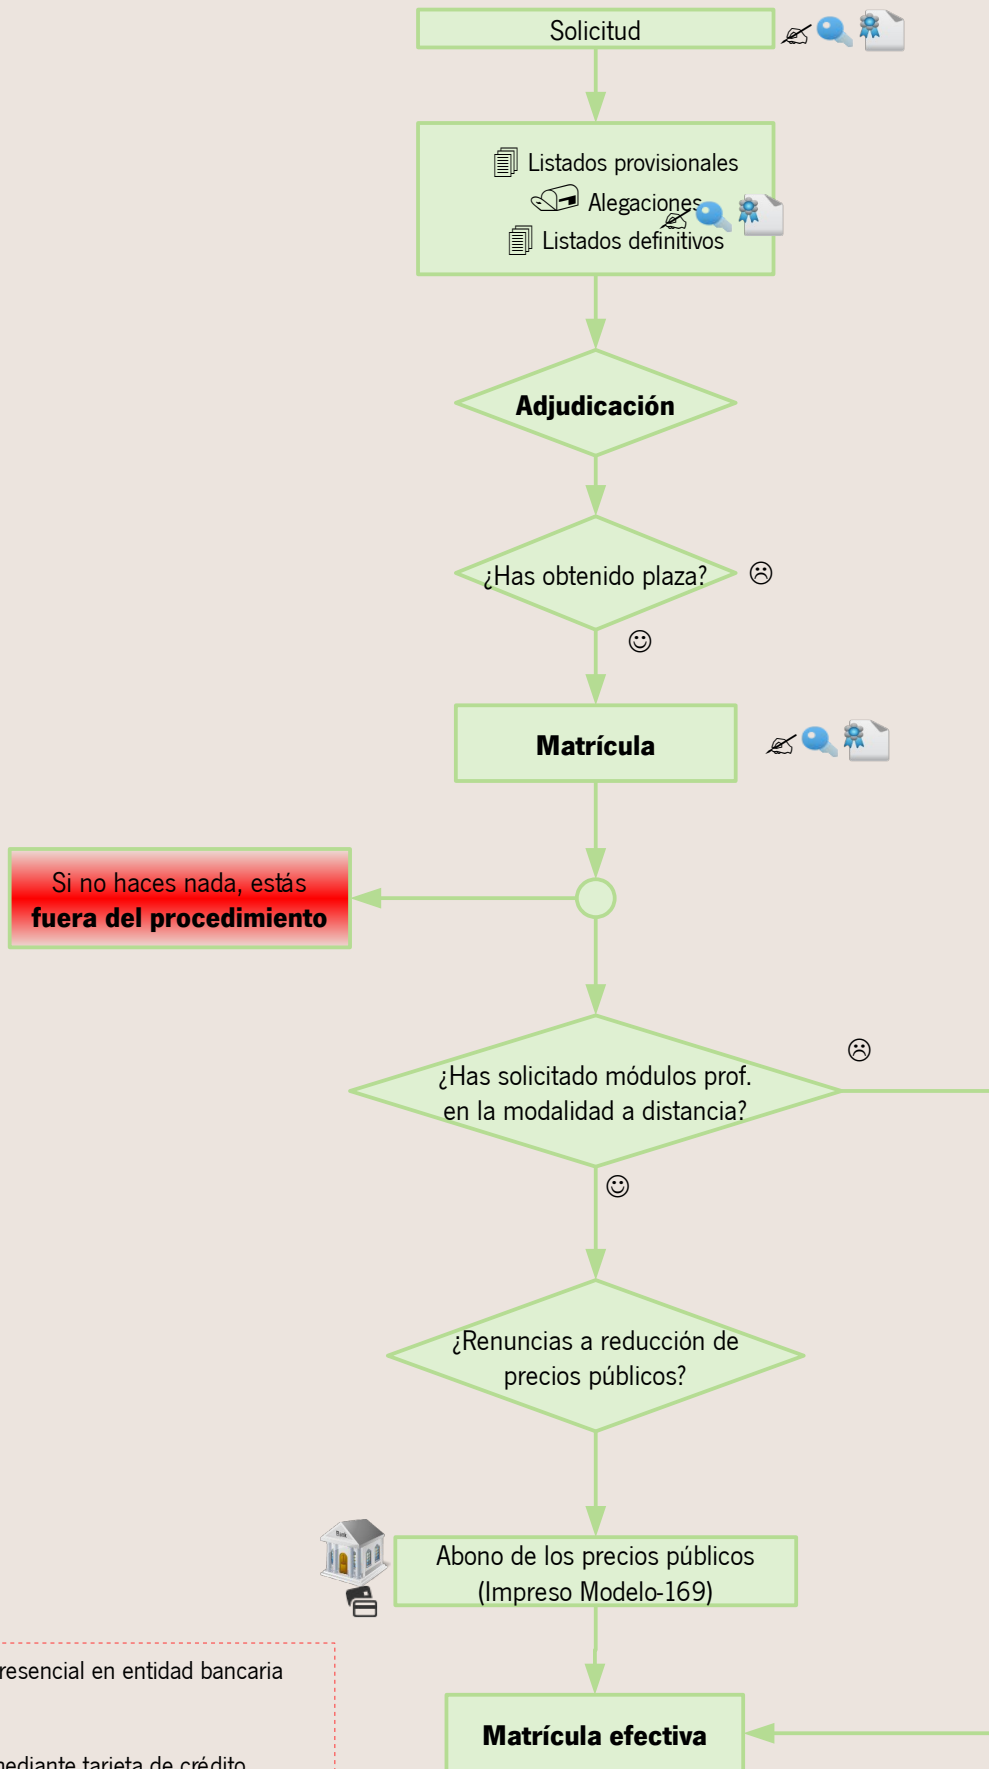 Solicitud
Listados provisionales
Alegaciones
Listados definitivos
Adjudicación
¿Has obtenido plaza?
Matrícula
Si no haces nada, estás
fuera del procedimiento
¿Has solicitado módulos prof.
en la modalidad a distancia?
¿Renuncias a reducción de
precios públicos?
Bank
Abono de los precios públicos
(Impreso Modelo-169)
resencial en entidad bancaria
Matrícula efectiva
mediante tarjeta de crédito